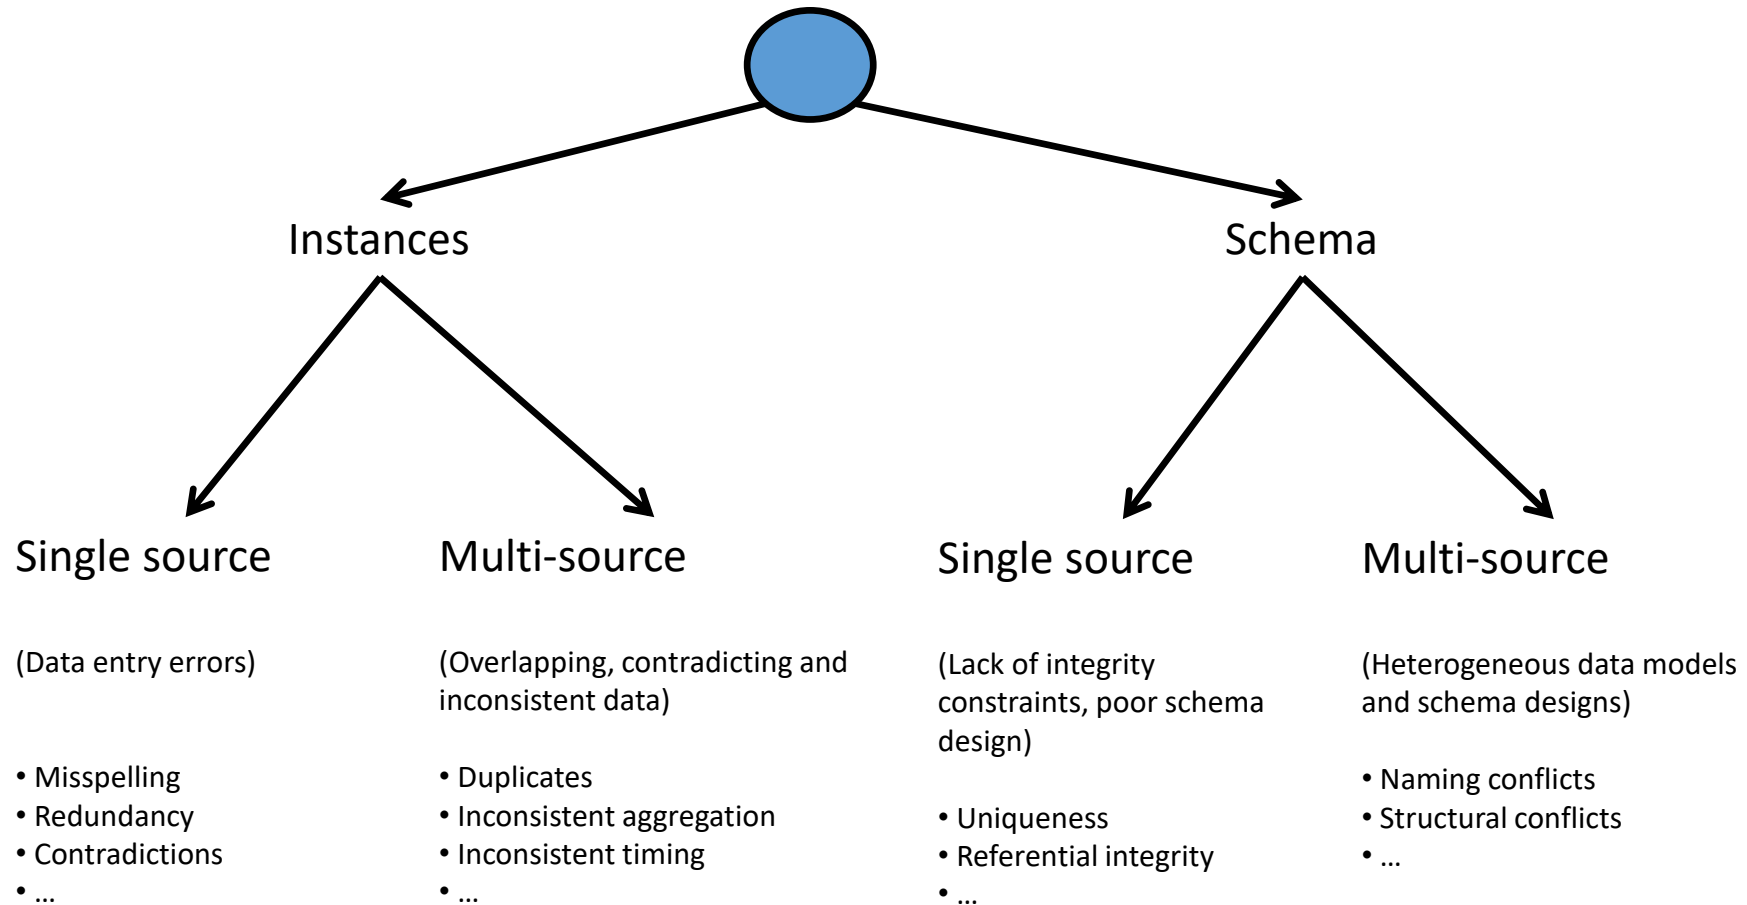 Instances
Schema
Single source
(Data entry errors)
• Misspelling
• Redundancy
• Contradictions
• ...
Multi-source
(Overlapping, contradicting and
inconsistent data)
• Duplicates
• Inconsistent aggregation
• Inconsistent timing
• ...
Single source
(Lack of integrity
constraints, poor schema
design)
• Uniqueness
• Referential integrity
• ...
Multi-source
(Heterogeneous data models
and schema designs)
• Naming conflicts
• Structural conflicts
• ...